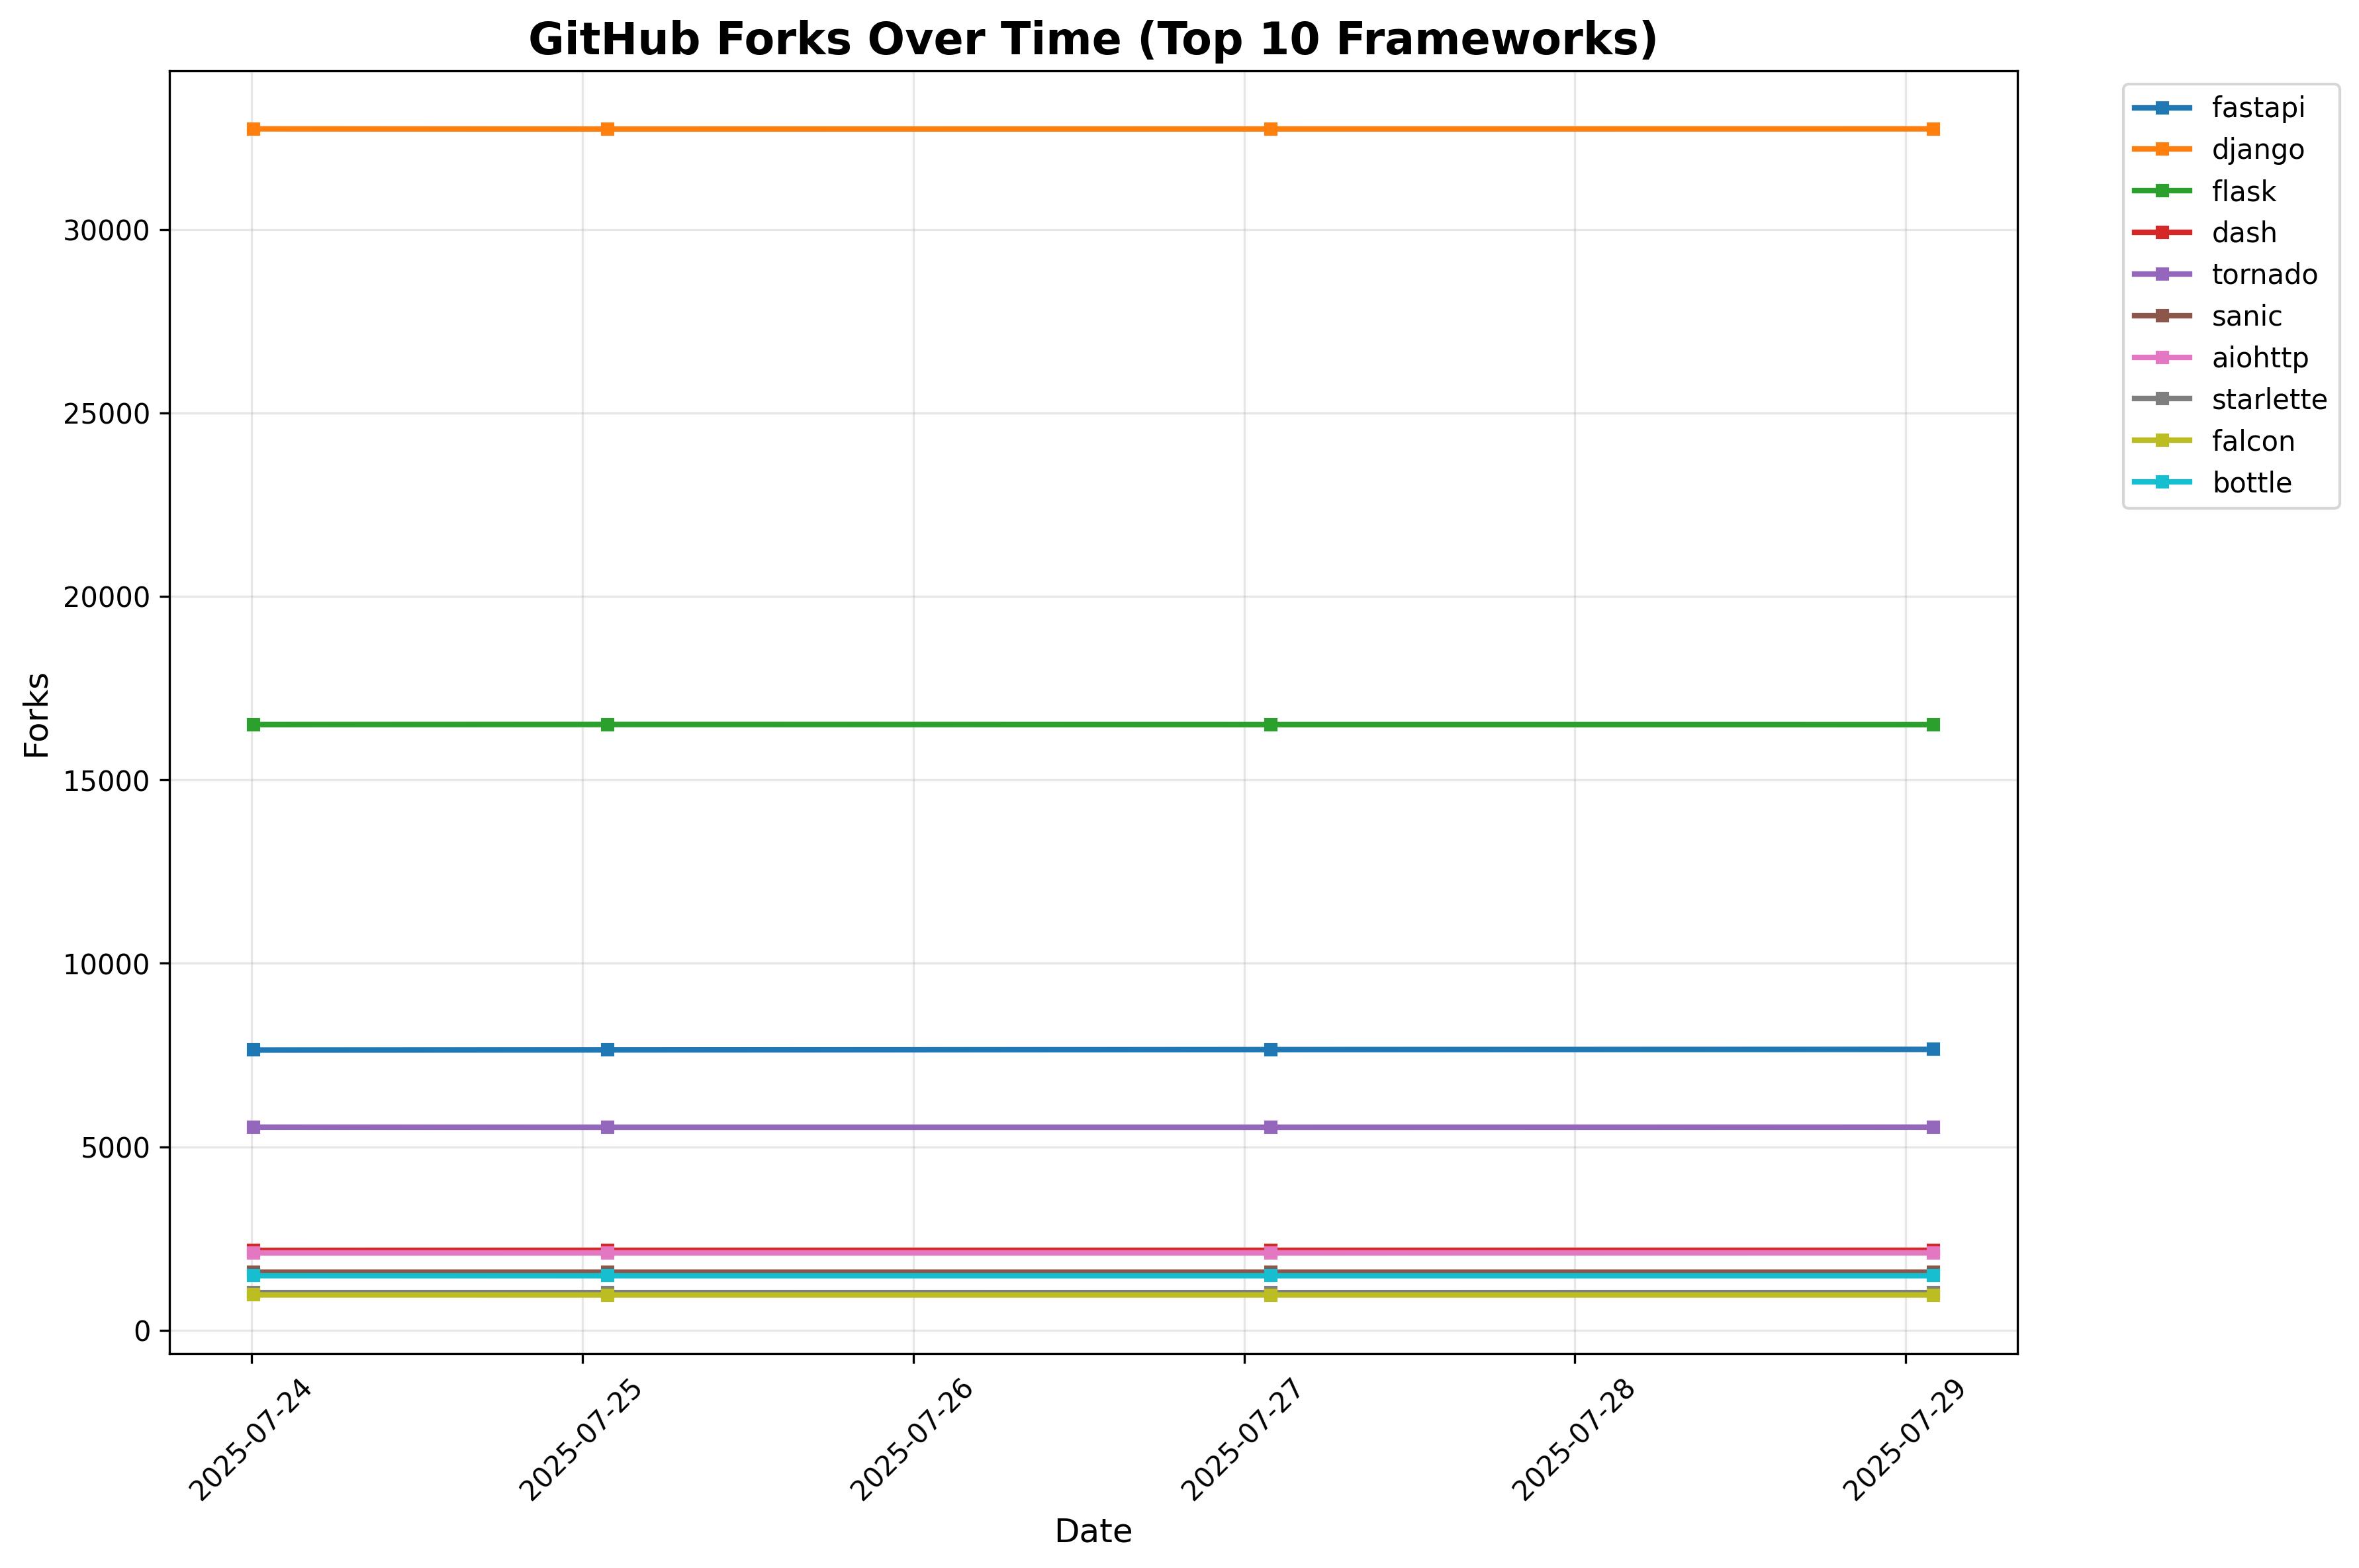 GitHub Forks Over Time (Top 10 Frameworks)
fastapi
django
flask
dash
tornado
sanic
aiohttp
starlette
falcon
bottle
Forks
30000
25000
20000
15000
10000
5000
0
2025-07-24
2025-07-25
2025-07-26
2025-07-27
2025-07-28
2025-07-29
Date